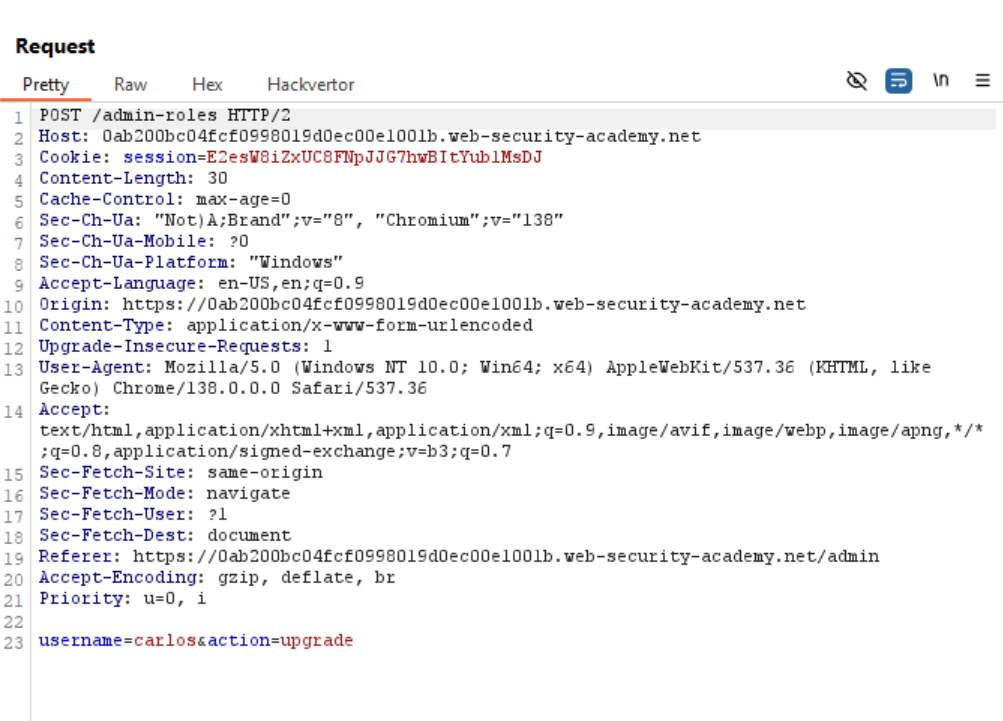 Request
Pretty Raw Hex Hackvertor \n
1 POST /admin-roles HTTP/2
2 Host: 0ab200bc04fcf0998019d0ec00e1001b.web-security-academy.net
3 Cookie: session=E2esW8iZxUC8FNpJJG7hwBItYub1MsDJ
4 Content-Length: 30
5 Cache-Control: max-age=0
6 Sec-Ch-Ua: "Not)A;Brand";v="8", "Chromium";v="138"
7 Sec-Ch-Ua-Mobile: ?0
8 Sec-Ch-Ua-Platform: "Windows"
9 Accept-Language: en-US,en;q=0.9
10 Origin: https://0ab200bc04fcf0998019d0ec00e1001b.web-security-academy.net
11 Content-Type: application/x-www-form-urlencoded
12 Upgrade-Insecure-Requests: 1
13 User-Agent: Mozilla/5.0 (Windows NT 10.0; Win64; x64) AppleWebKit/537.36 (KHTML, like
Gecko) Chrome/138.0.0.0 Safari/537.36
14 Accept:
text/html,application/xhtml+xml,application/xml;q=0.9,image/avif,image/webp,image/apng,*/*
;q=0.8,application/signed-exchange;v=b3;q=0.7
15 Sec-Fetch-Site: same-origin
16 Sec-Fetch-Mode: navigate
17 Sec-Fetch-User: ?1
18 Sec-Fetch-Dest: document
19 Referer: https://0ab200bc04fcf0998019d0ec00e1001b.web-security-academy.net/admin
20 Accept-Encoding: gzip, deflate, br
21 Priority: u=0, i
22
23 username=carlos&action=upgrade